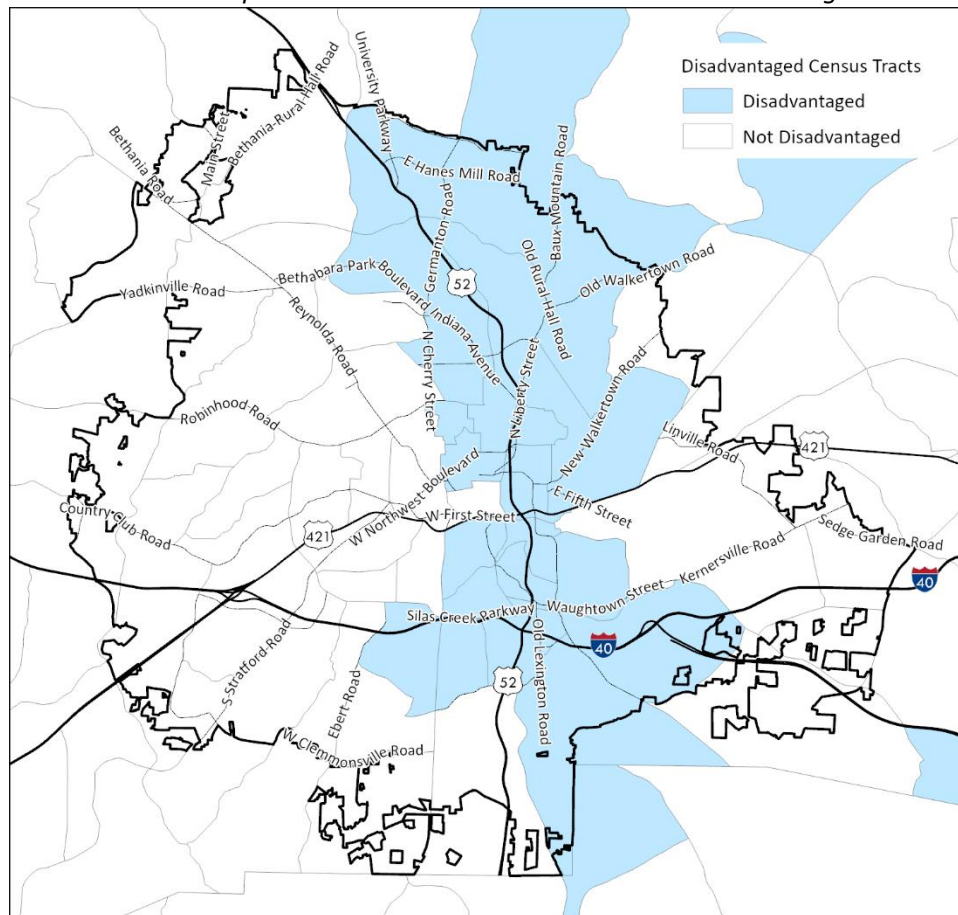 Disadvantaged Census Tracts
Disadvantaged
Not Disadvantaged
University Parkway
Bethania-Rural-Hall Road
Main-Street
Bethania Road
E-Hanes Mill Road
Germanton-Road
Baux-Mountain Road
Old Rural Hall Road
Old-Walkertown Road
52
Bethabara Park-Boulevard
Indiana-Avenue
Yadkinville-Road
Reynolda-Road
N-Cherry Street
N-Liberty-Street
New-Walkertown-Road
Robinhood-Road
Linville-Road
421
W Northwest-Boulevard
E-Fifth Street
W-First Street
421
Country-Club-Road
Sedge-Garden Road
Kernersville-Road
40
Silas Creek Parkway
Waughtown-Street
40
Old-Lexington Road
S-Stratford-Road
Ebert-Road
52
W Clemmonsville Road